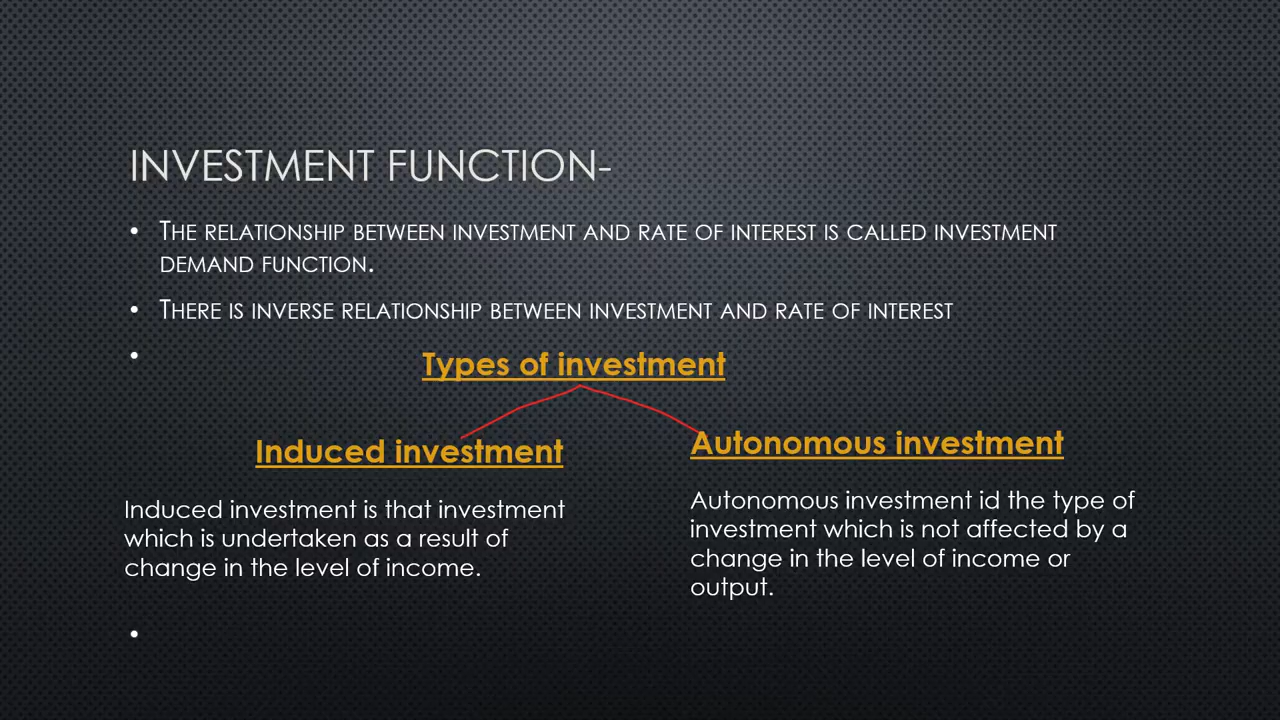 INVESTMENT FUNCTION-
• THE RELATIONSHIP BETWEEN INVESTMENT AND RATE OF INTEREST IS CALLED INVESTMENT
DEMAND FUNCTION.
• THERE IS INVERSE RELATIONSHIP BETWEEN INVESTMENT AND RATE OF INTEREST
•
Types of investment
Induced investment
Induced investment is that investment
which is undertaken as a result of
change in the level of income.
Autonomous investment
Autonomous investment id the type of
investment which is not affected by a
change in the level of income or
output.
•